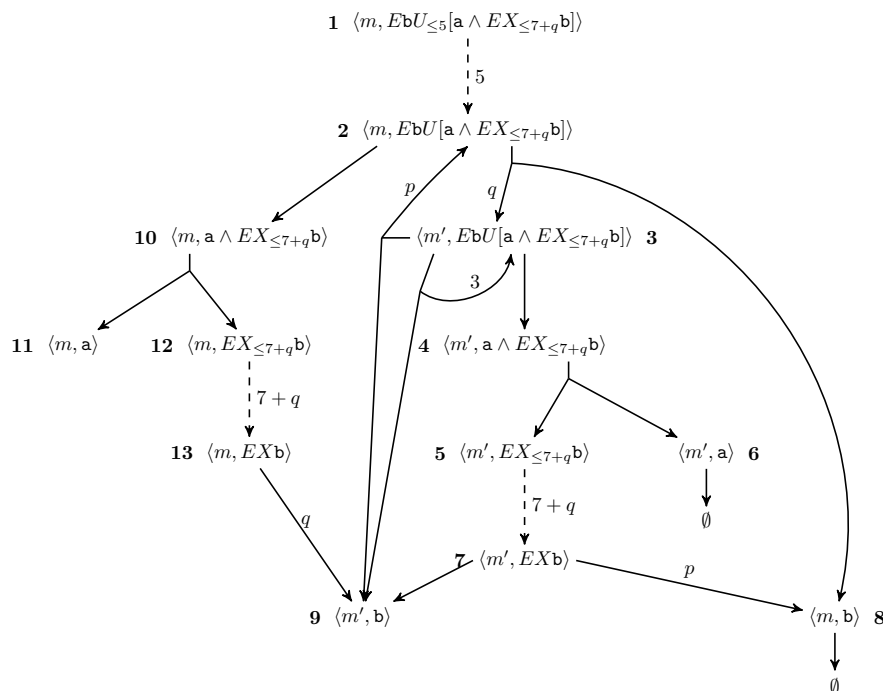 1 ⟨m, EbU≤5[a ∧ EX≤7+qb]⟩
5
2 ⟨m, EbU[a ∧ EX≤7+qb]⟩
p
q
10 ⟨m, a ∧ EX≤7+qb⟩
⟨m′, EbU[a ∧ EX≤7+qb]⟩ 3
3
11 ⟨m, a⟩
12 ⟨m, EX≤7+qb⟩
4 ⟨m′, a ∧ EX≤7+qb⟩
7 + q
13 ⟨m, EXb⟩
5 ⟨m′, EX≤7+qb⟩
⟨m′, a⟩ 6
q
7 + q
∅
7 ⟨m′, EXb⟩
p
9 ⟨m′, b⟩
⟨m, b⟩ 8
∅